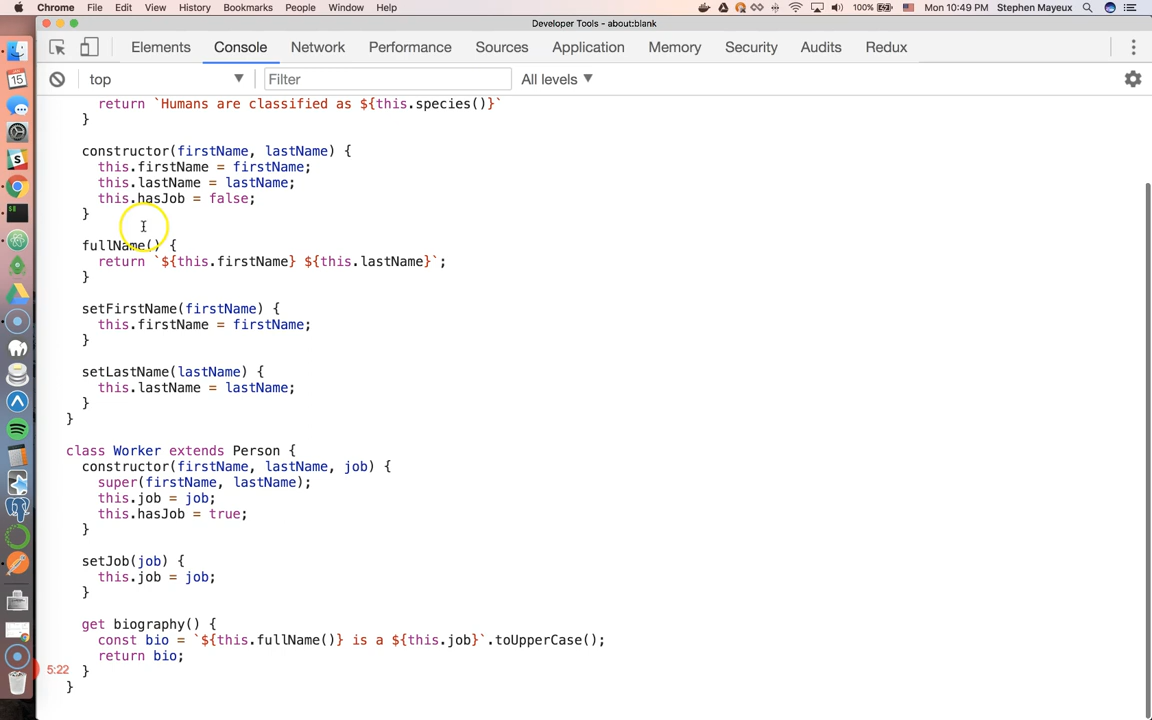 Chrome File Edit View History Bookmarks People Window Help 100% Mon 10:49 PM Stephen Mayeux
Developer Tools - about:blank
Elements Console Network Performance Sources Application Memory Security Audits Redux
top Filter All levels
return `Humans are classified as ${this.species()}`
}
constructor(firstName, lastName) {
this.firstName = firstName;
this.lastName = lastName;
this.hasJob = false;
}
fullName() {
return `${this.firstName} ${this.lastName}`;
}
setFirstName(firstName) {
this.firstName = firstName;
}
setLastName(lastName) {
this.lastName = lastName;
}
}
class Worker extends Person {
constructor(firstName, lastName, job) {
super(firstName, lastName);
this.job = job;
this.hasJob = true;
}
setJob(job) {
this.job = job;
}
get biography() {
const bio = `${this.fullName()} is a ${this.job}`.toUpperCase();
return bio;
5:22 }
}
15